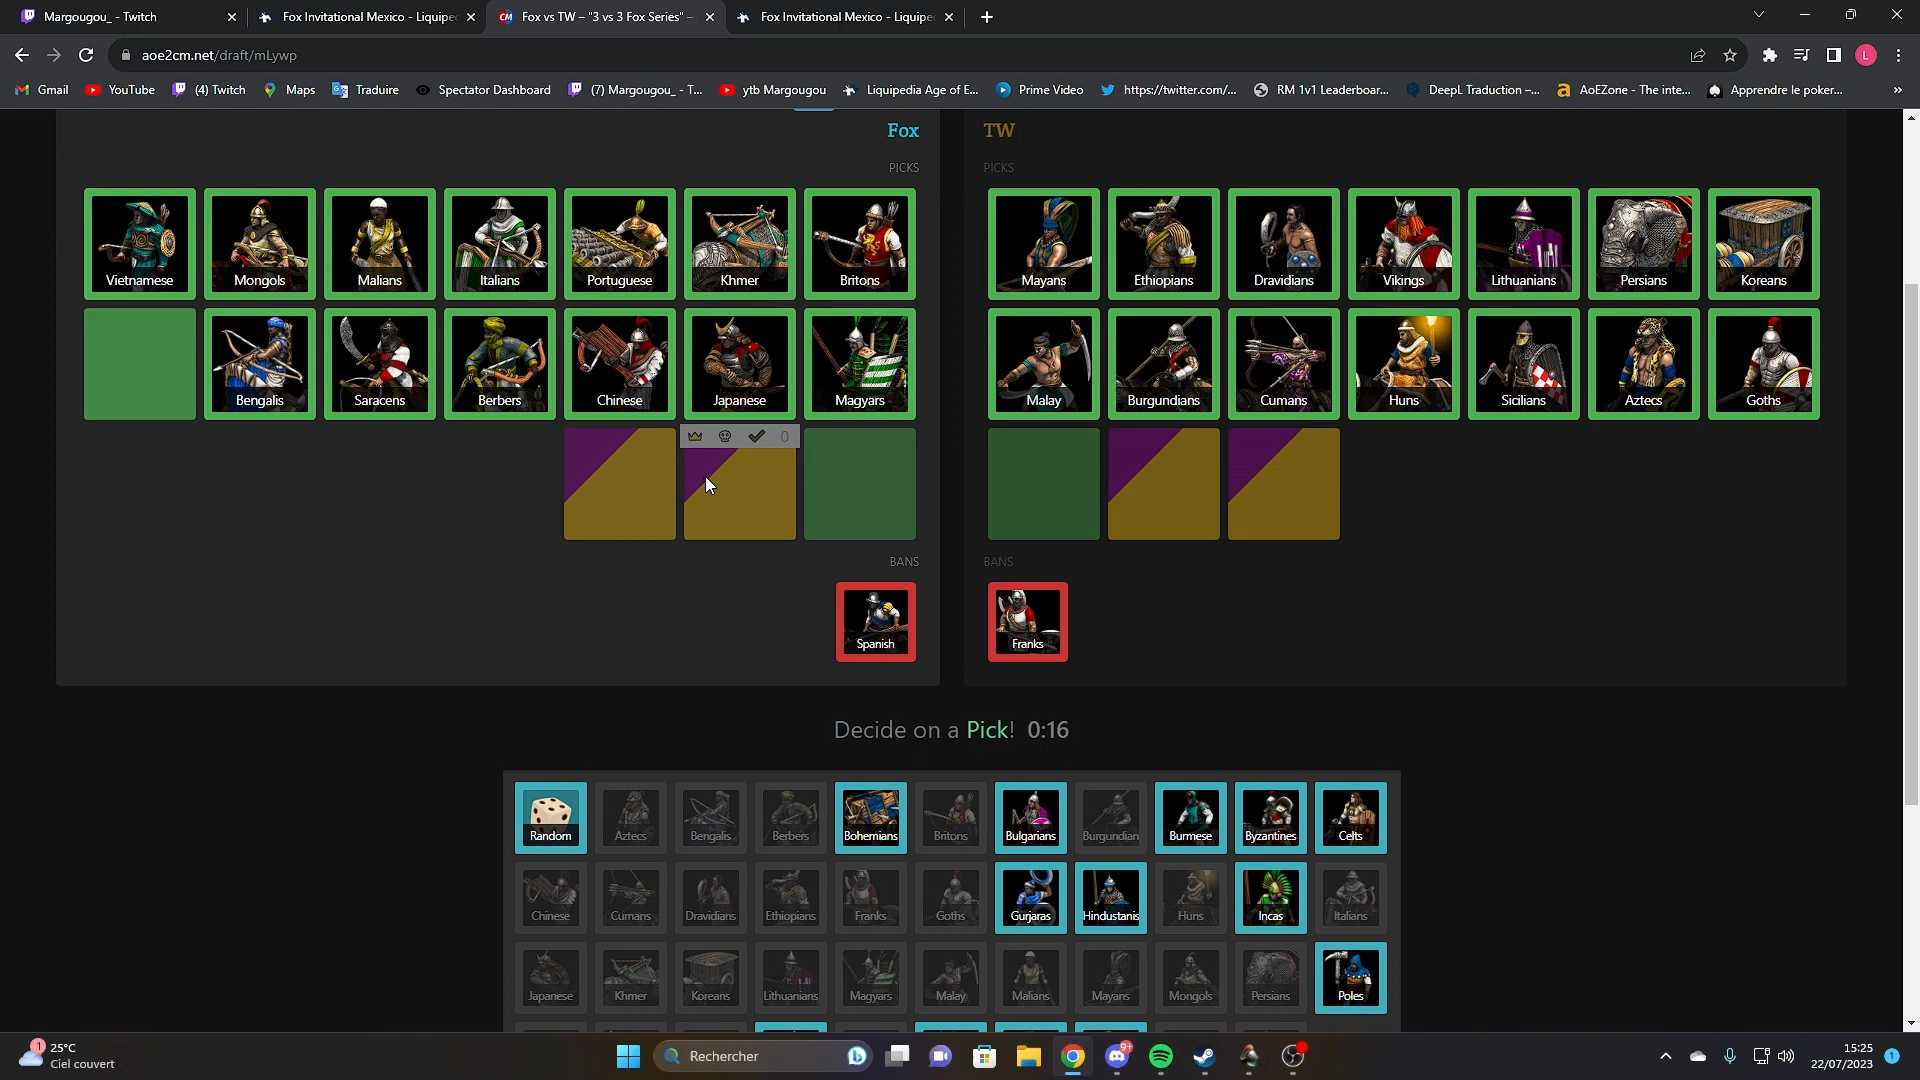 Margougou_ - Twitch
Fox Invitational Mexico - Liquipe
Fox vs TW – "3 vs 3 Fox Series" –
Fox Invitational Mexico - Liquipe
aoe2cm.net/draft/mLywp
L
Gmail
YouTube
(4) Twitch
Maps
Traduire
Spectator Dashboard
(7) Margougou_ - T...
ytb Margougou
Liquipedia Age of E...
Prime Video
https://twitter.com/...
RM 1v1 Leaderboar...
DeepL Traduction –...
AoEZone - The inte...
Apprendre le poker...
»
Fox
TW
PICKS
PICKS
Vietnamese
Mongols
Malians
Italians
Portuguese
Khmer
Britons
Mayans
Ethiopians
Dravidians
Vikings
Lithuanians
Persians
Koreans
Bengalis
Saracens
Berbers
Chinese
Japanese
Magyars
Malay
Burgundians
Cumans
Huns
Sicilians
Aztecs
Goths
0
BANS
BANS
Spanish
Franks
Decide on a Pick! 0:16
Random
Aztecs
Bengalis
Berbers
Bohemians
Britons
Bulgarians
Burgundian
Burmese
Byzantines
Celts
Chinese
Cumans
Dravidians
Ethiopians
Franks
Goths
Gurjaras
Hindustanis
Huns
Incas
Italians
Japanese
Khmer
Koreans
Lithuanians
Magyars
Malay
Malians
Mayans
Mongols
Persians
Poles
1
25°C
Ciel couvert
Rechercher
9+
15:25
22/07/2023
1